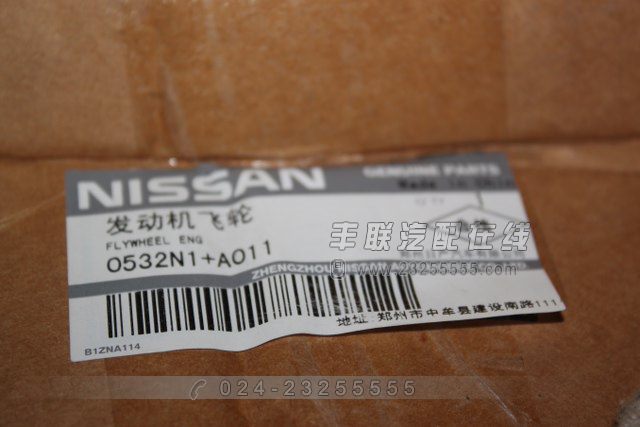 NISSAN
GENUINE PARTS
发动机飞轮
FLYWHEEL ENG
0532N1+A011
丰联汽配在线
www.23255555.com
地址:郑州市中牟县建设南路111
B1ZNA114
024-23255555